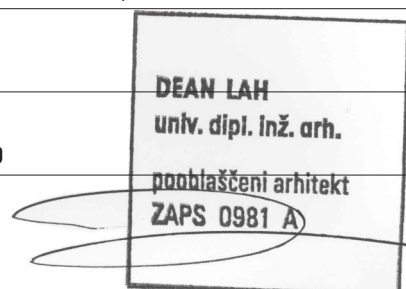 DEAN LAH
univ. dipl. inž. arh.
pooblaščeni arhitekt
ZAPS 0981 A